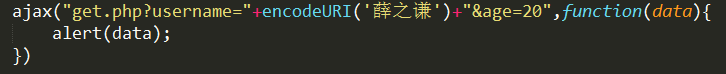 ajax("get.php?username="+encodeURI('薛之谦')+"&age=20",function(data){
    alert(data);
})